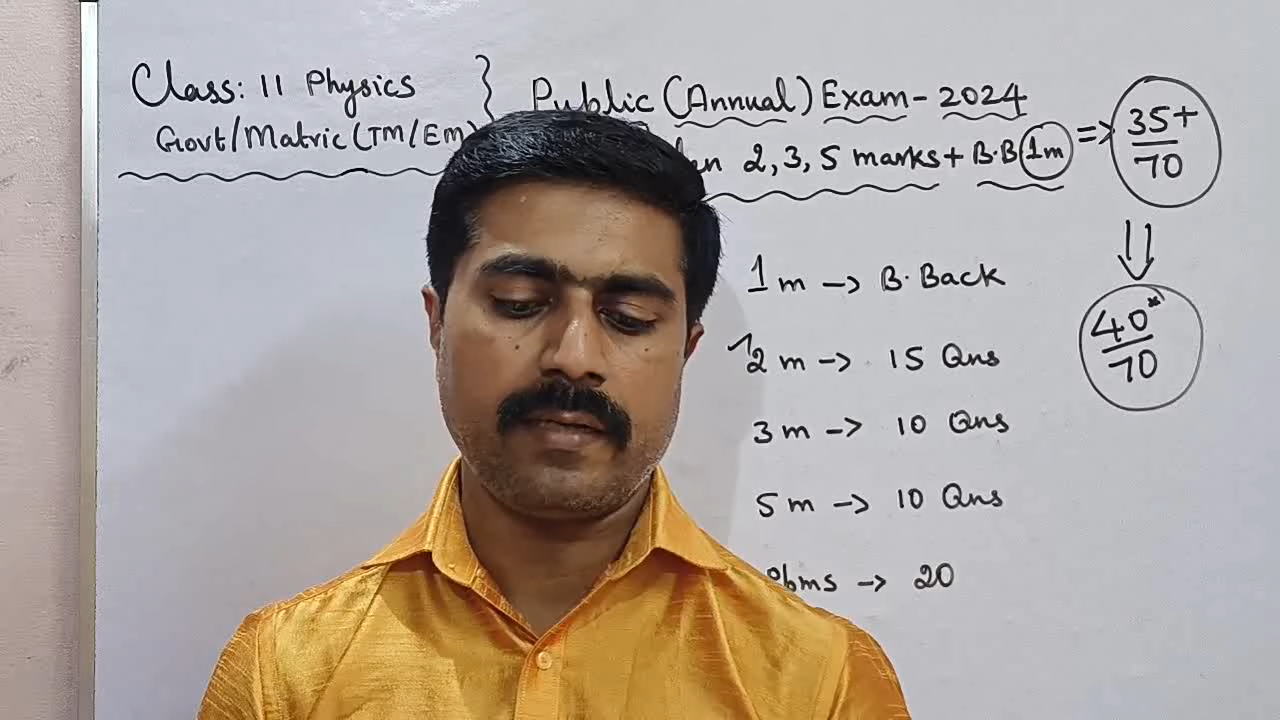 Class: 11 Physics
Govt/Matric (TM/EM)
Public (Annual) Exam - 2024
2, 3, 5 marks + B.B 1m => 35+/70
1m -> B.Back
40*/70
2m -> 15 Qns
3m -> 10 Qns
5m -> 10 Qns
-> 20